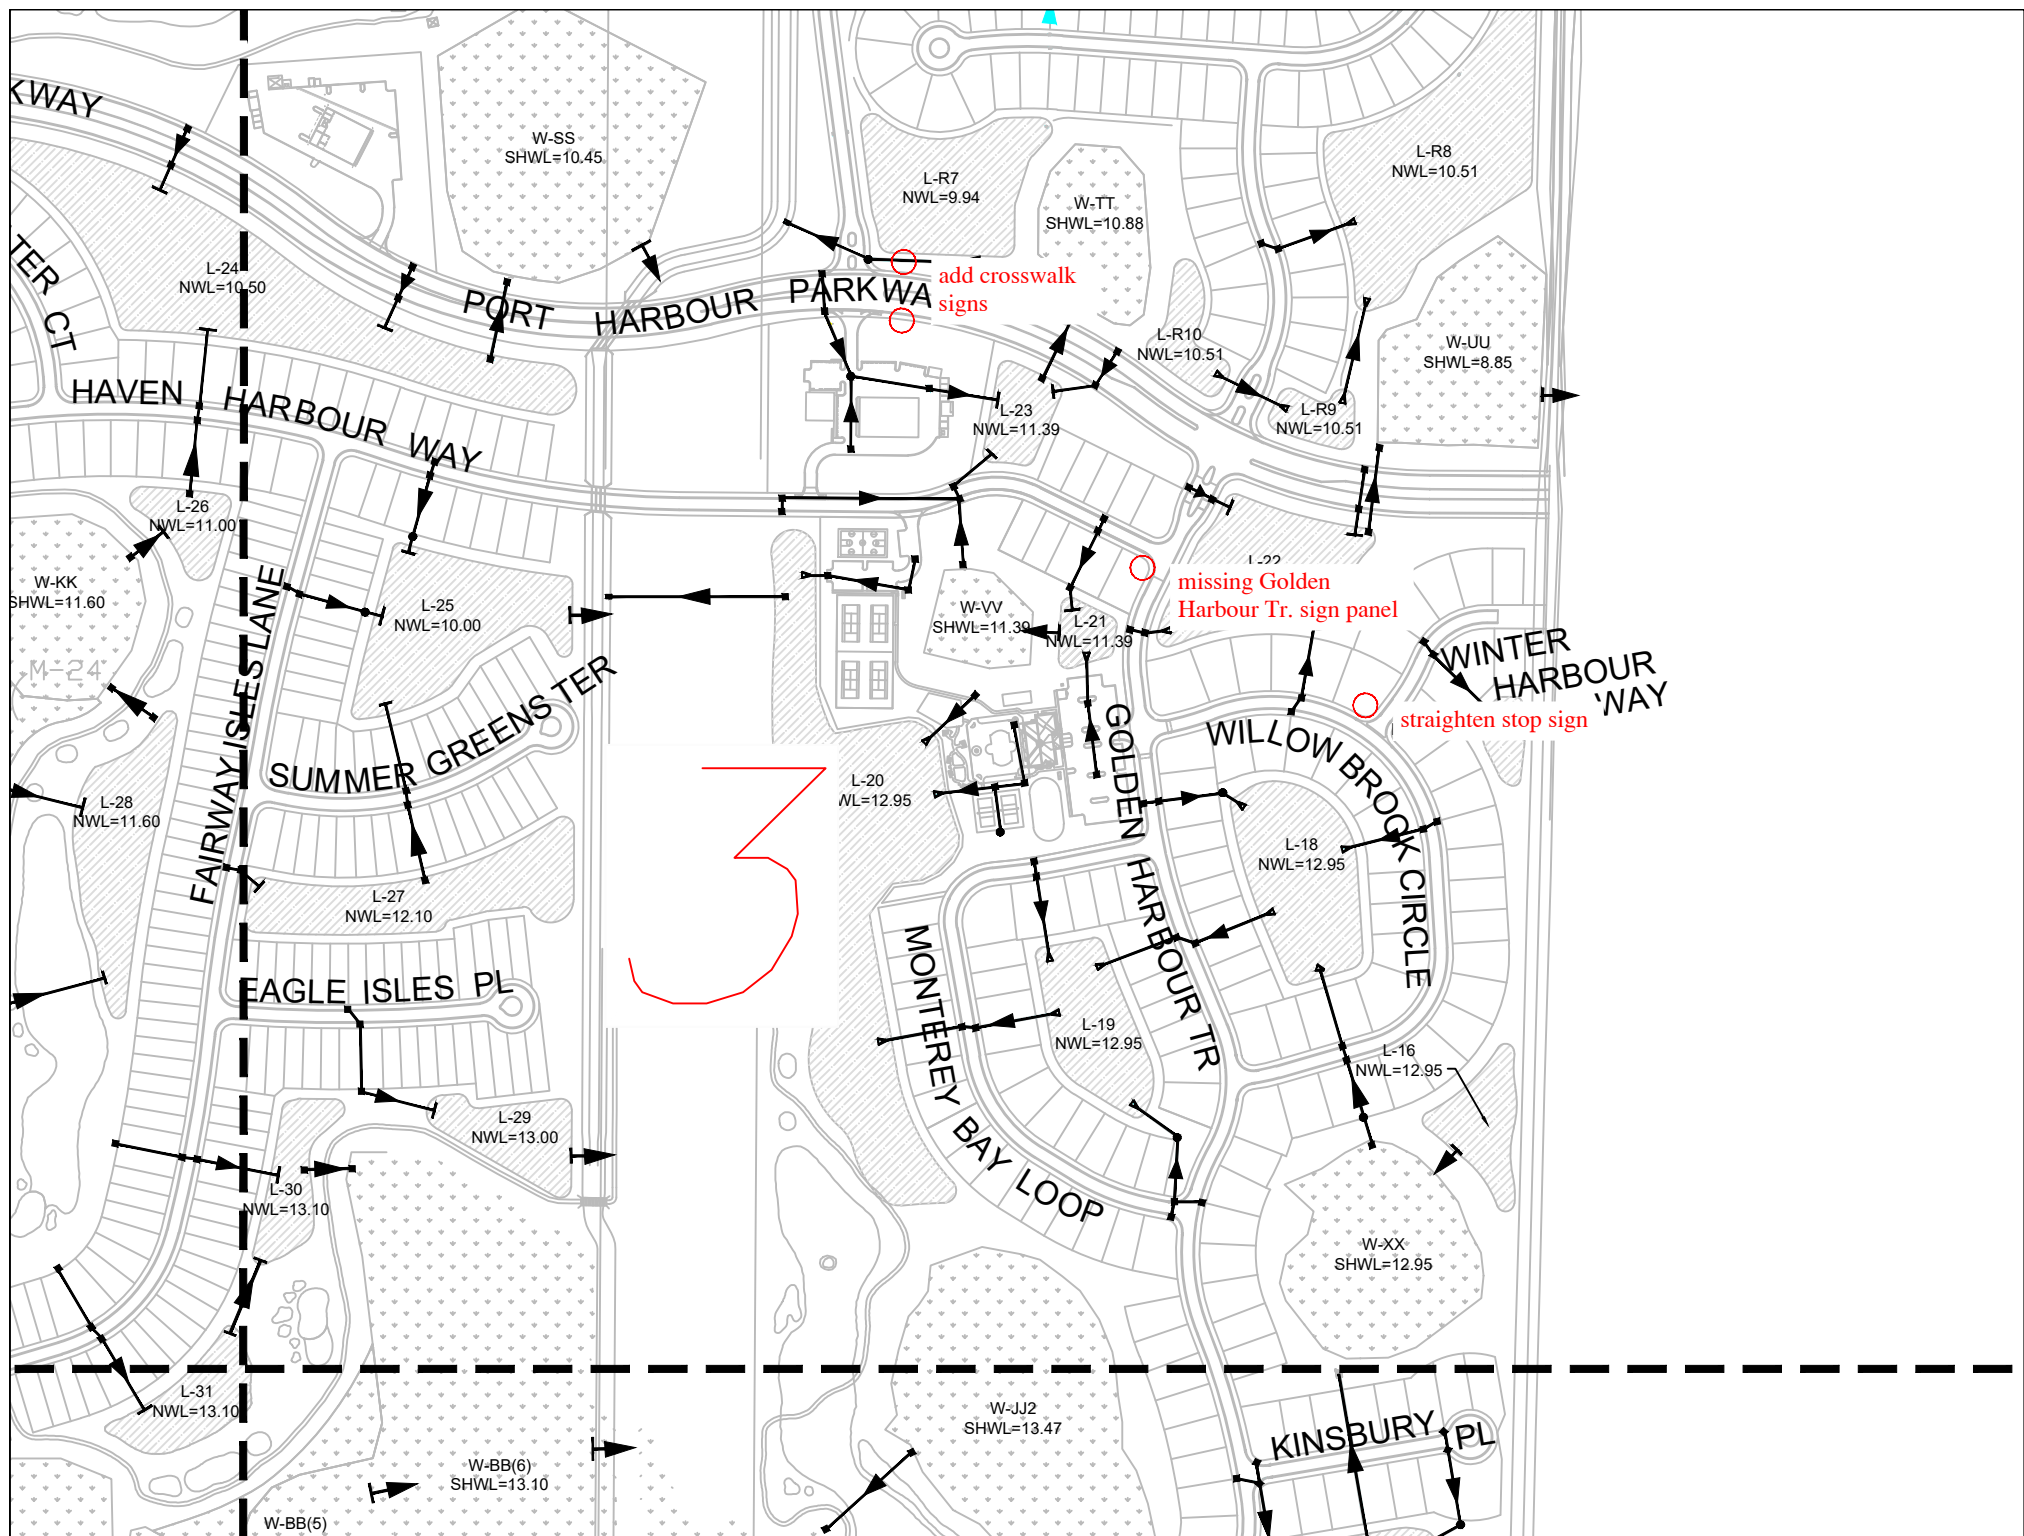 KWAY
W-SS
SHWL=10.45
L-R7
NWL=9.94
W-TT
SHWL=10.88
L-R8
NWL=10.51
TER CT
L-24
NWL=10.50
PORT HARBOUR PARKWA
add crosswalk
signs
L-R10
NWL=10.51
W-UU
SHWL=8.85
HAVEN HARBOUR WAY
L-23
NWL=11.39
L-R9
NWL=10.51
L-26
NWL=11.00
W-KK
SHWL=11.60
L-25
NWL=10.00
W-VV
SHWL=11.39
L-21
NWL=11.39
L-22
missing Golden
Harbour Tr. sign panel
M-24
FAIRWAY ISLES LANE
SUMMER GREENS TER
WINTER
HARBOUR
WAY
straighten stop sign
GOLDEN HARBOUR TR
WILLOW BROOK CIRCLE
L-28
NWL=11.60
3
L-20
WL=12.95
L-18
NWL=12.95
L-27
NWL=12.10
EAGLE ISLES PL
MONTEREY BAY LOOP
L-19
NWL=12.95
L-16
NWL=12.95
L-29
NWL=13.00
L-30
NWL=13.10
W-XX
SHWL=12.95
L-31
NWL=13.10
W-JJ2
SHWL=13.47
KINSBURY PL
W-BB(6)
SHWL=13.10
W-BB(5)